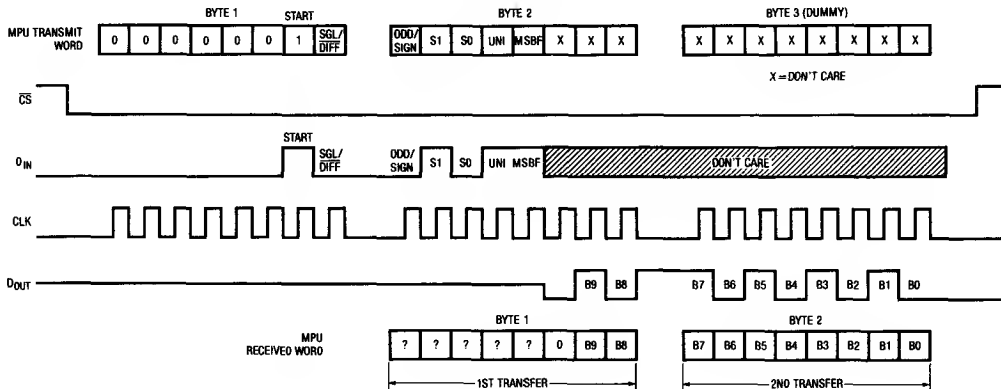 BYTE 1 START BYTE 2 BYTE 3 (DUMMY)
MPU TRANSMIT WORD 0 0 0 0 0 0 1 SGL/DIFF ODD/SIGN S1 S0 UNI MSBF X X X X X X X X X X X
X = DON'T CARE
CS
START
DIN SGL/DIFF ODD/SIGN S1 S0 UNI MSBF DON'T CARE
CLK
DOUT B9 B8 B7 B6 B5 B4 B3 B2 B1 B0
BYTE 1 BYTE 2
MPU RECEIVED WORD ? ? ? ? ? 0 B9 B8 B7 B6 B5 B4 B3 B2 B1 B0
1ST TRANSFER 2ND TRANSFER